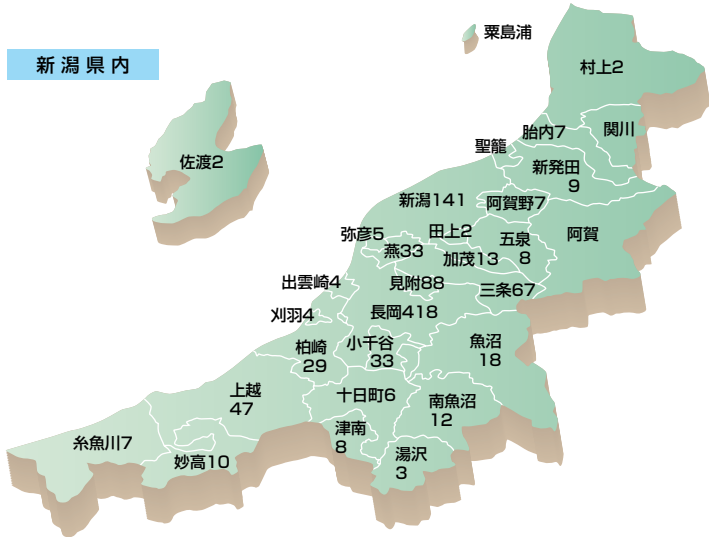 粟島浦
新潟県内
村上2
胎内7
関川
聖籠
佐渡2
新発田
9
新潟141
阿賀野7
田上2
弥彦5
五泉
8
阿賀
燕33
加茂13
出雲崎4
見附88
三条67
長岡418
刈羽4
小千谷
33
魚沼
18
柏崎
29
上越
47
十日町6
南魚沼
12
津南
8
糸魚川7
妙高10
湯沢
3